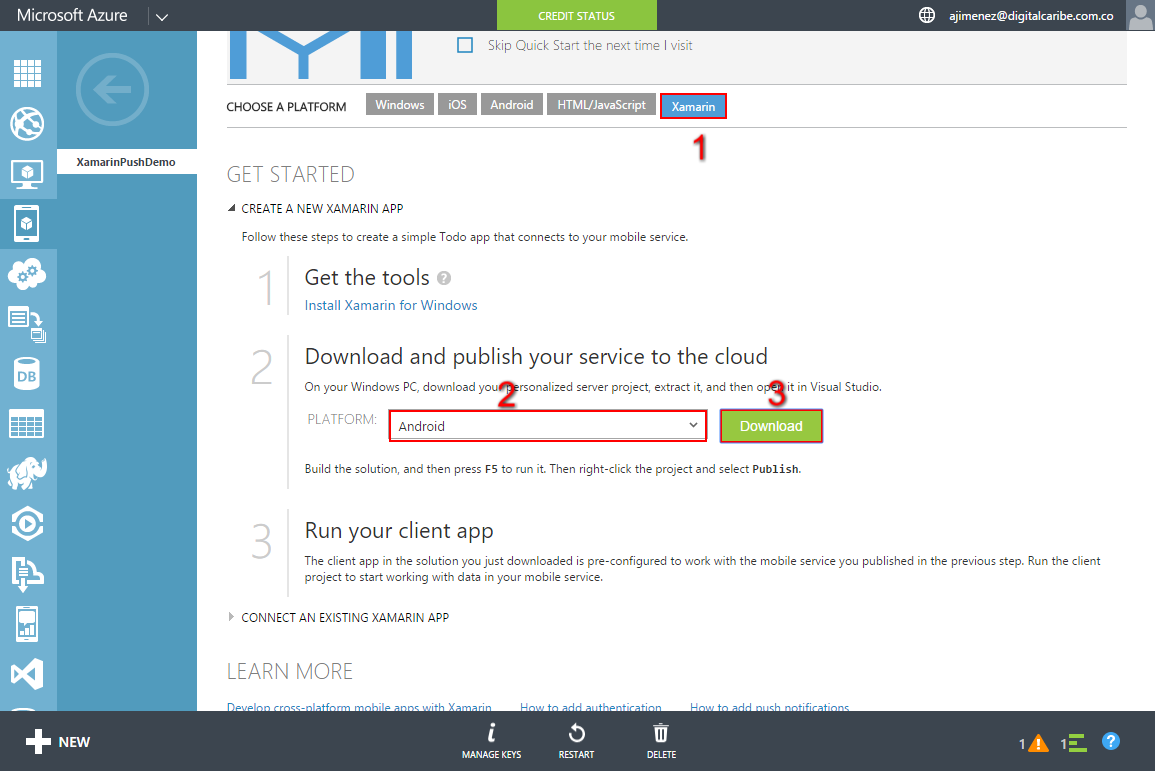 Microsoft Azure
CREDIT STATUS
ajimenez@digitalcaribe.com.co
Skip Quick Start the next time I visit
CHOOSE A PLATFORM Windows iOS Android HTML/JavaScript Xamarin
1
XamarinPushDemo
GET STARTED
CREATE A NEW XAMARIN APP
Follow these steps to create a simple Todo app that connects to your mobile service.
1 Get the tools ?
Install Xamarin for Windows
2 Download and publish your service to the cloud
On your Windows PC, download your personalized server project, extract it, and then open it in Visual Studio.
2 3
PLATFORM: Android Download
Build the solution, and then press F5 to run it. Then right-click the project and select Publish.
3 Run your client app
The client app in the solution you just downloaded is pre-configured to work with the mobile service you published in the previous step. Run the client
project to start working with data in your mobile service.
CONNECT AN EXISTING XAMARIN APP
LEARN MORE
Develop cross-platform mobile apps with Xamarin How to add authentication How to add push notifications
DB
NEW
MANAGE KEYS RESTART DELETE
1 1 ?